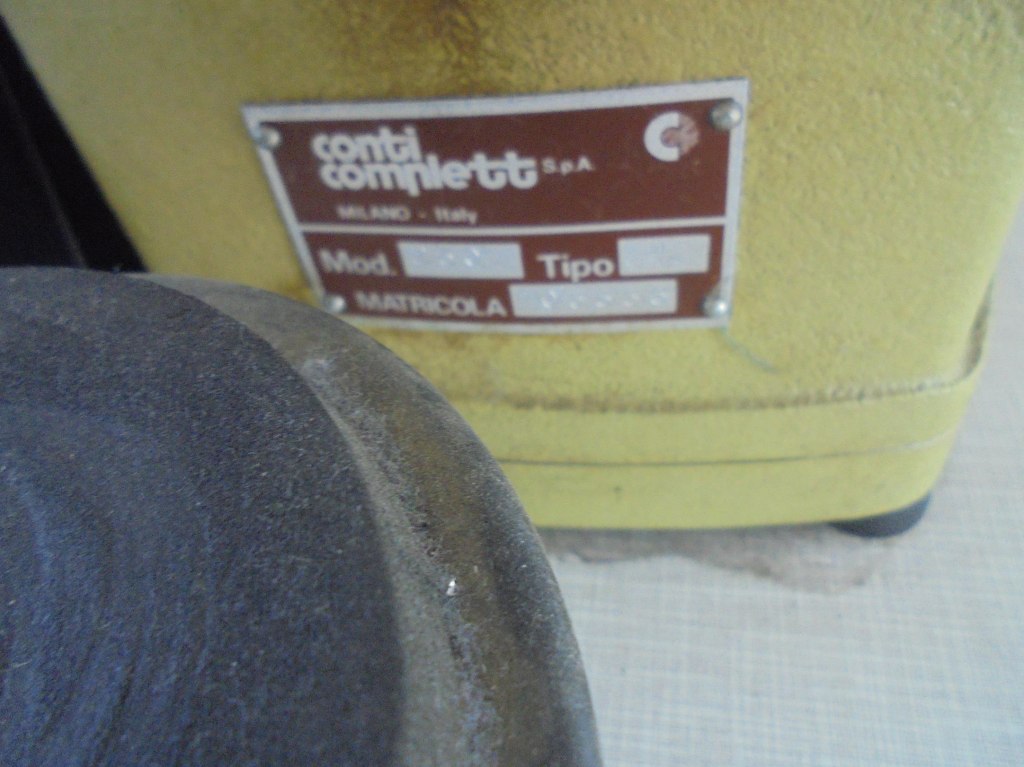 conti
complett S.p.A.
MILANO - Italy
Mod. Tipo
MATRICOLA